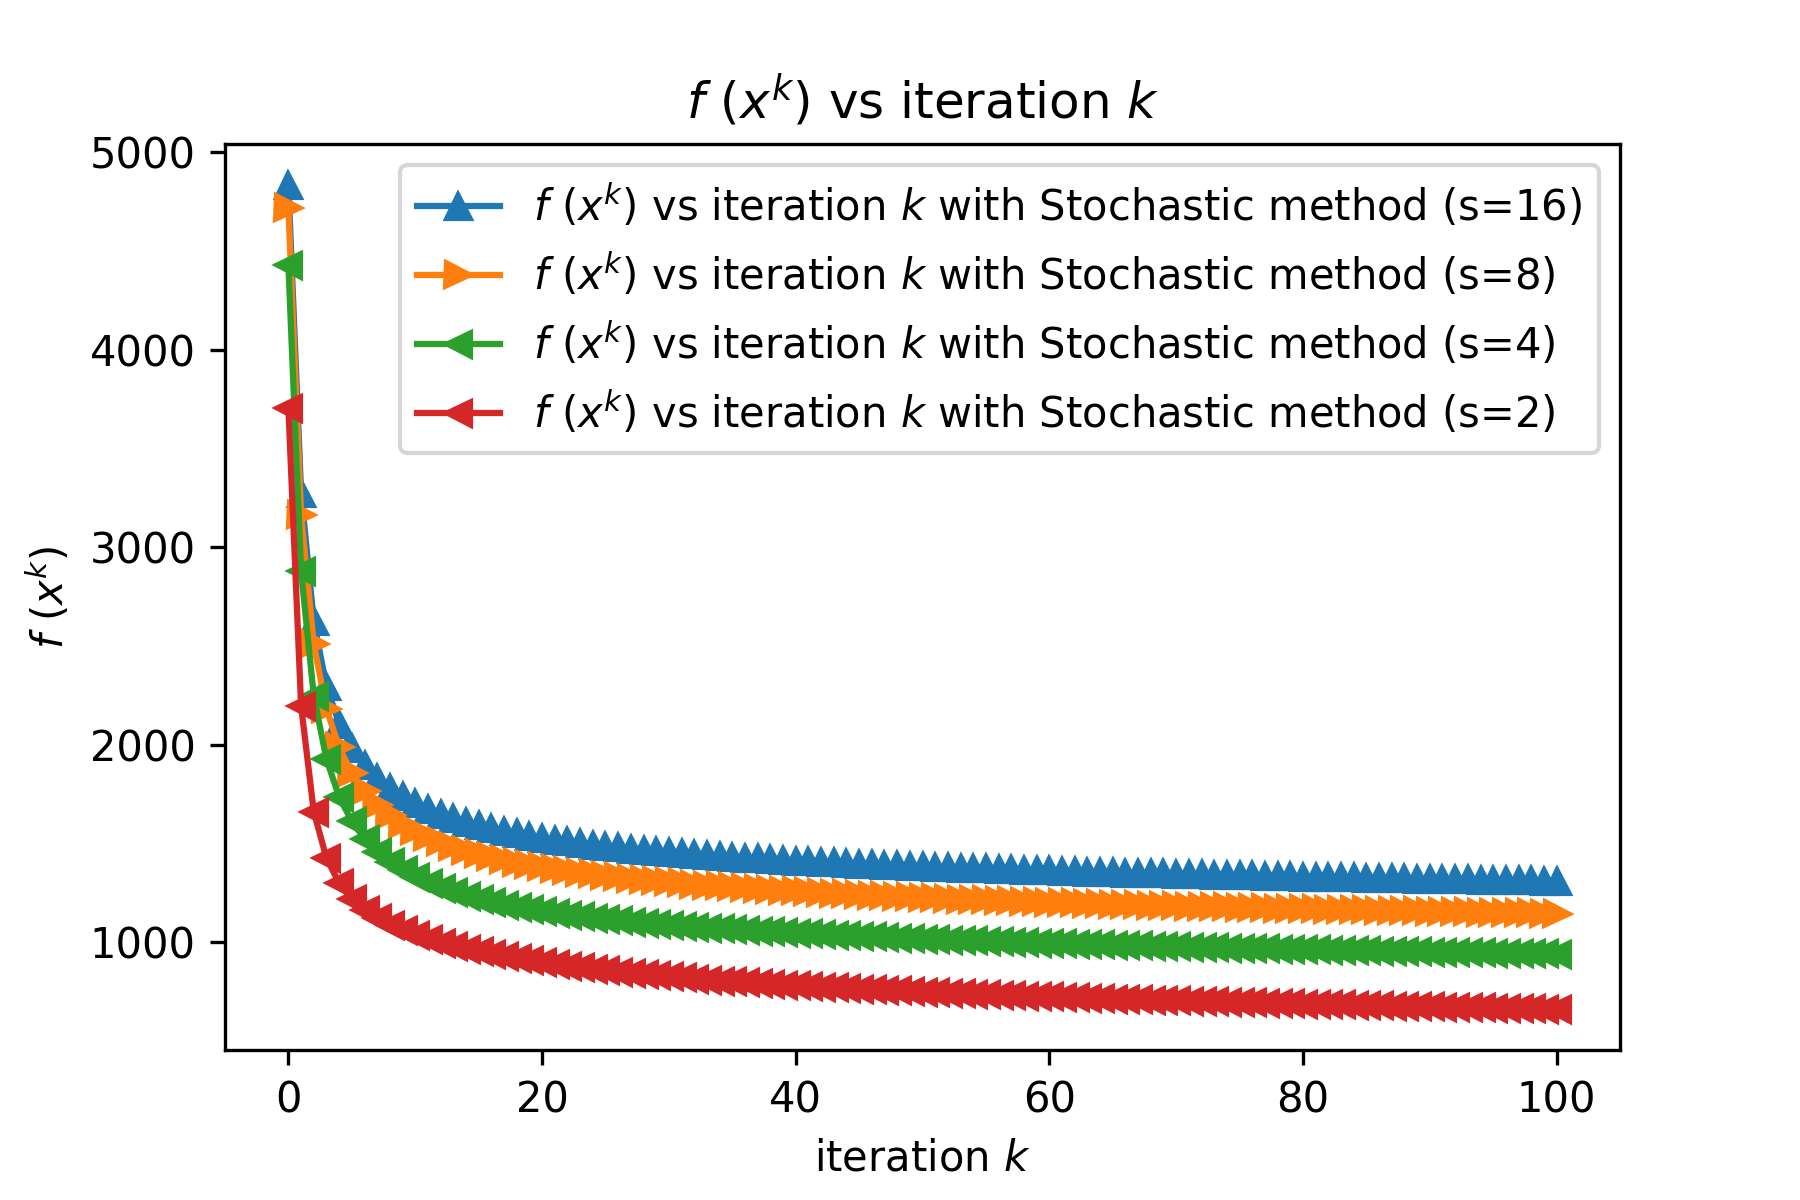 f (x^k) vs iteration k
5000
4000
3000
2000
1000
f (x^k)
f (x^k) vs iteration k with Stochastic method (s=16)
f (x^k) vs iteration k with Stochastic method (s=8)
f (x^k) vs iteration k with Stochastic method (s=4)
f (x^k) vs iteration k with Stochastic method (s=2)
0 20 40 60 80 100
iteration k